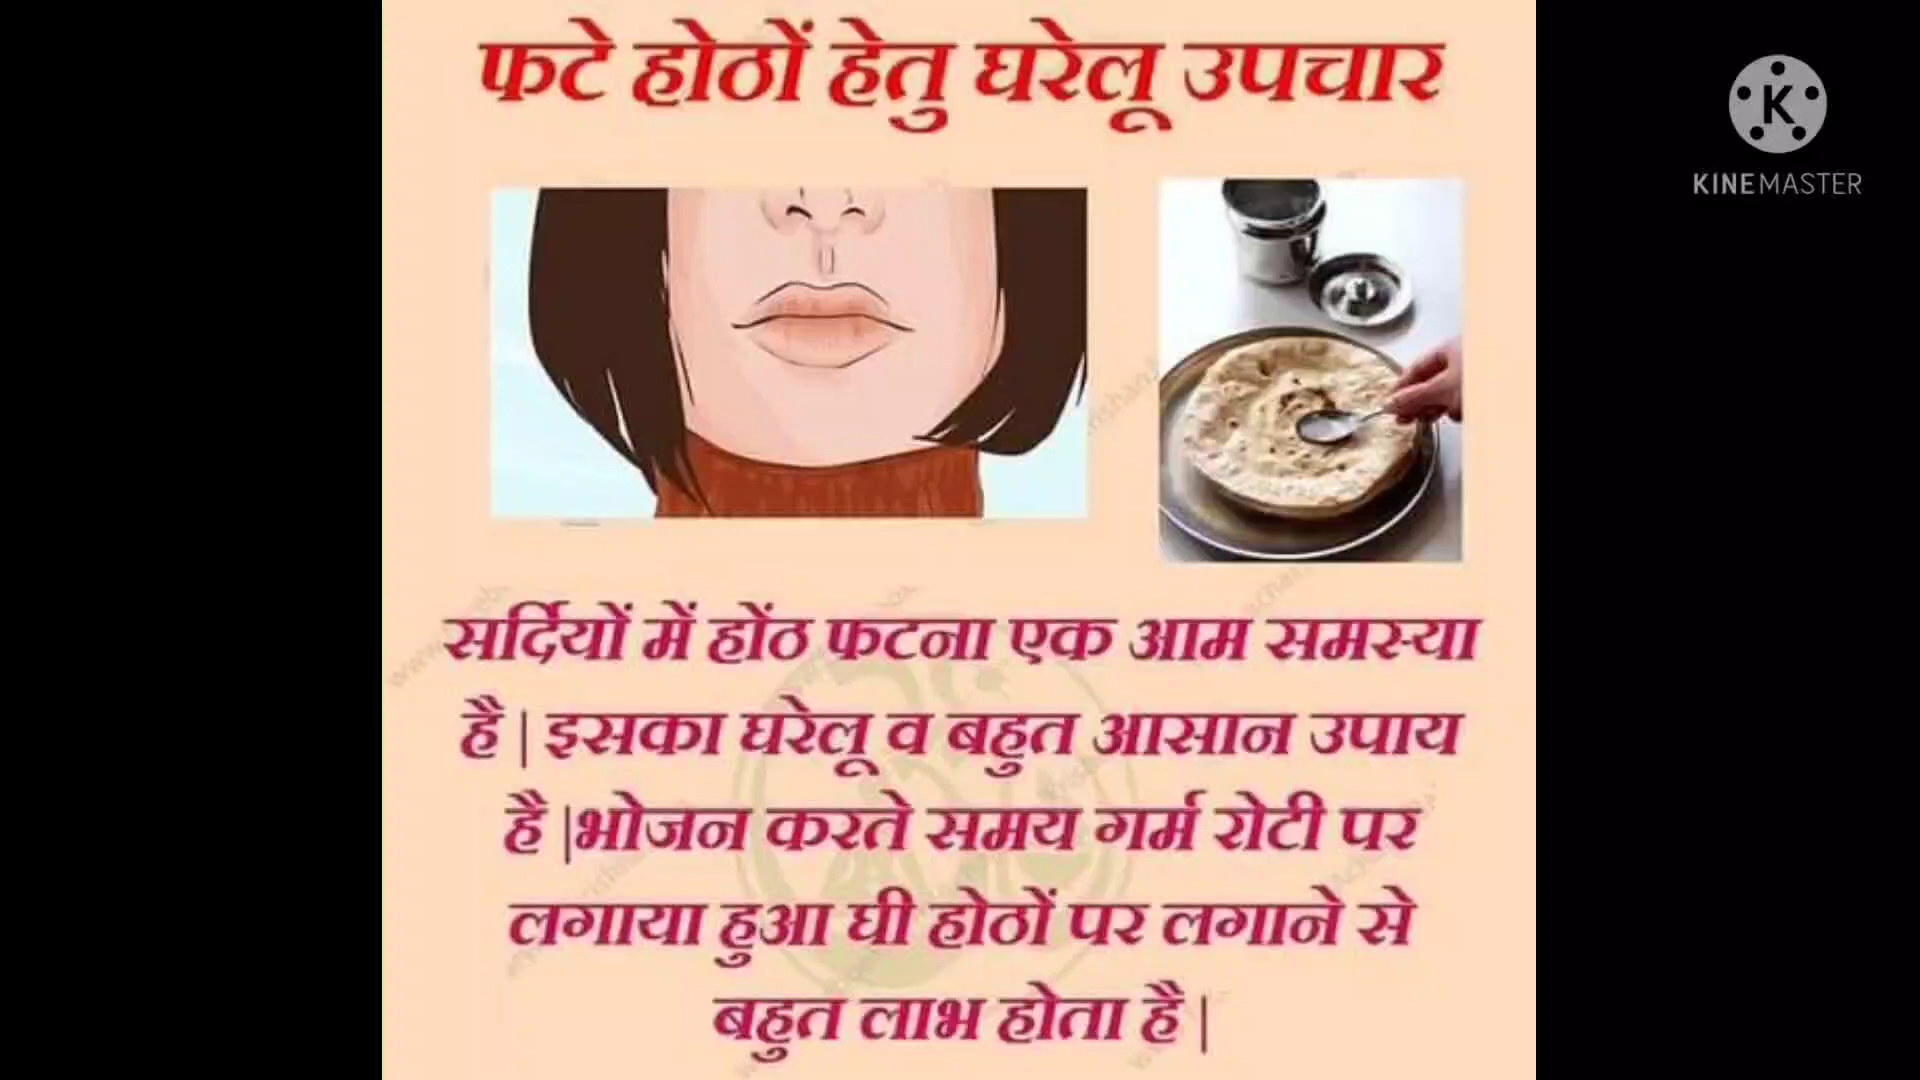 फटे होठों हेतु घरेलू उपचार
KINEMASTER
सर्दियों में होंठ फटना एक आम समस्या
है | इसका घरेलू व बहुत आसान उपाय
है |भोजन करते समय गर्म रोटी पर
लगाया हुआ घी होठों पर लगाने से
बहुत लाभ होता है |